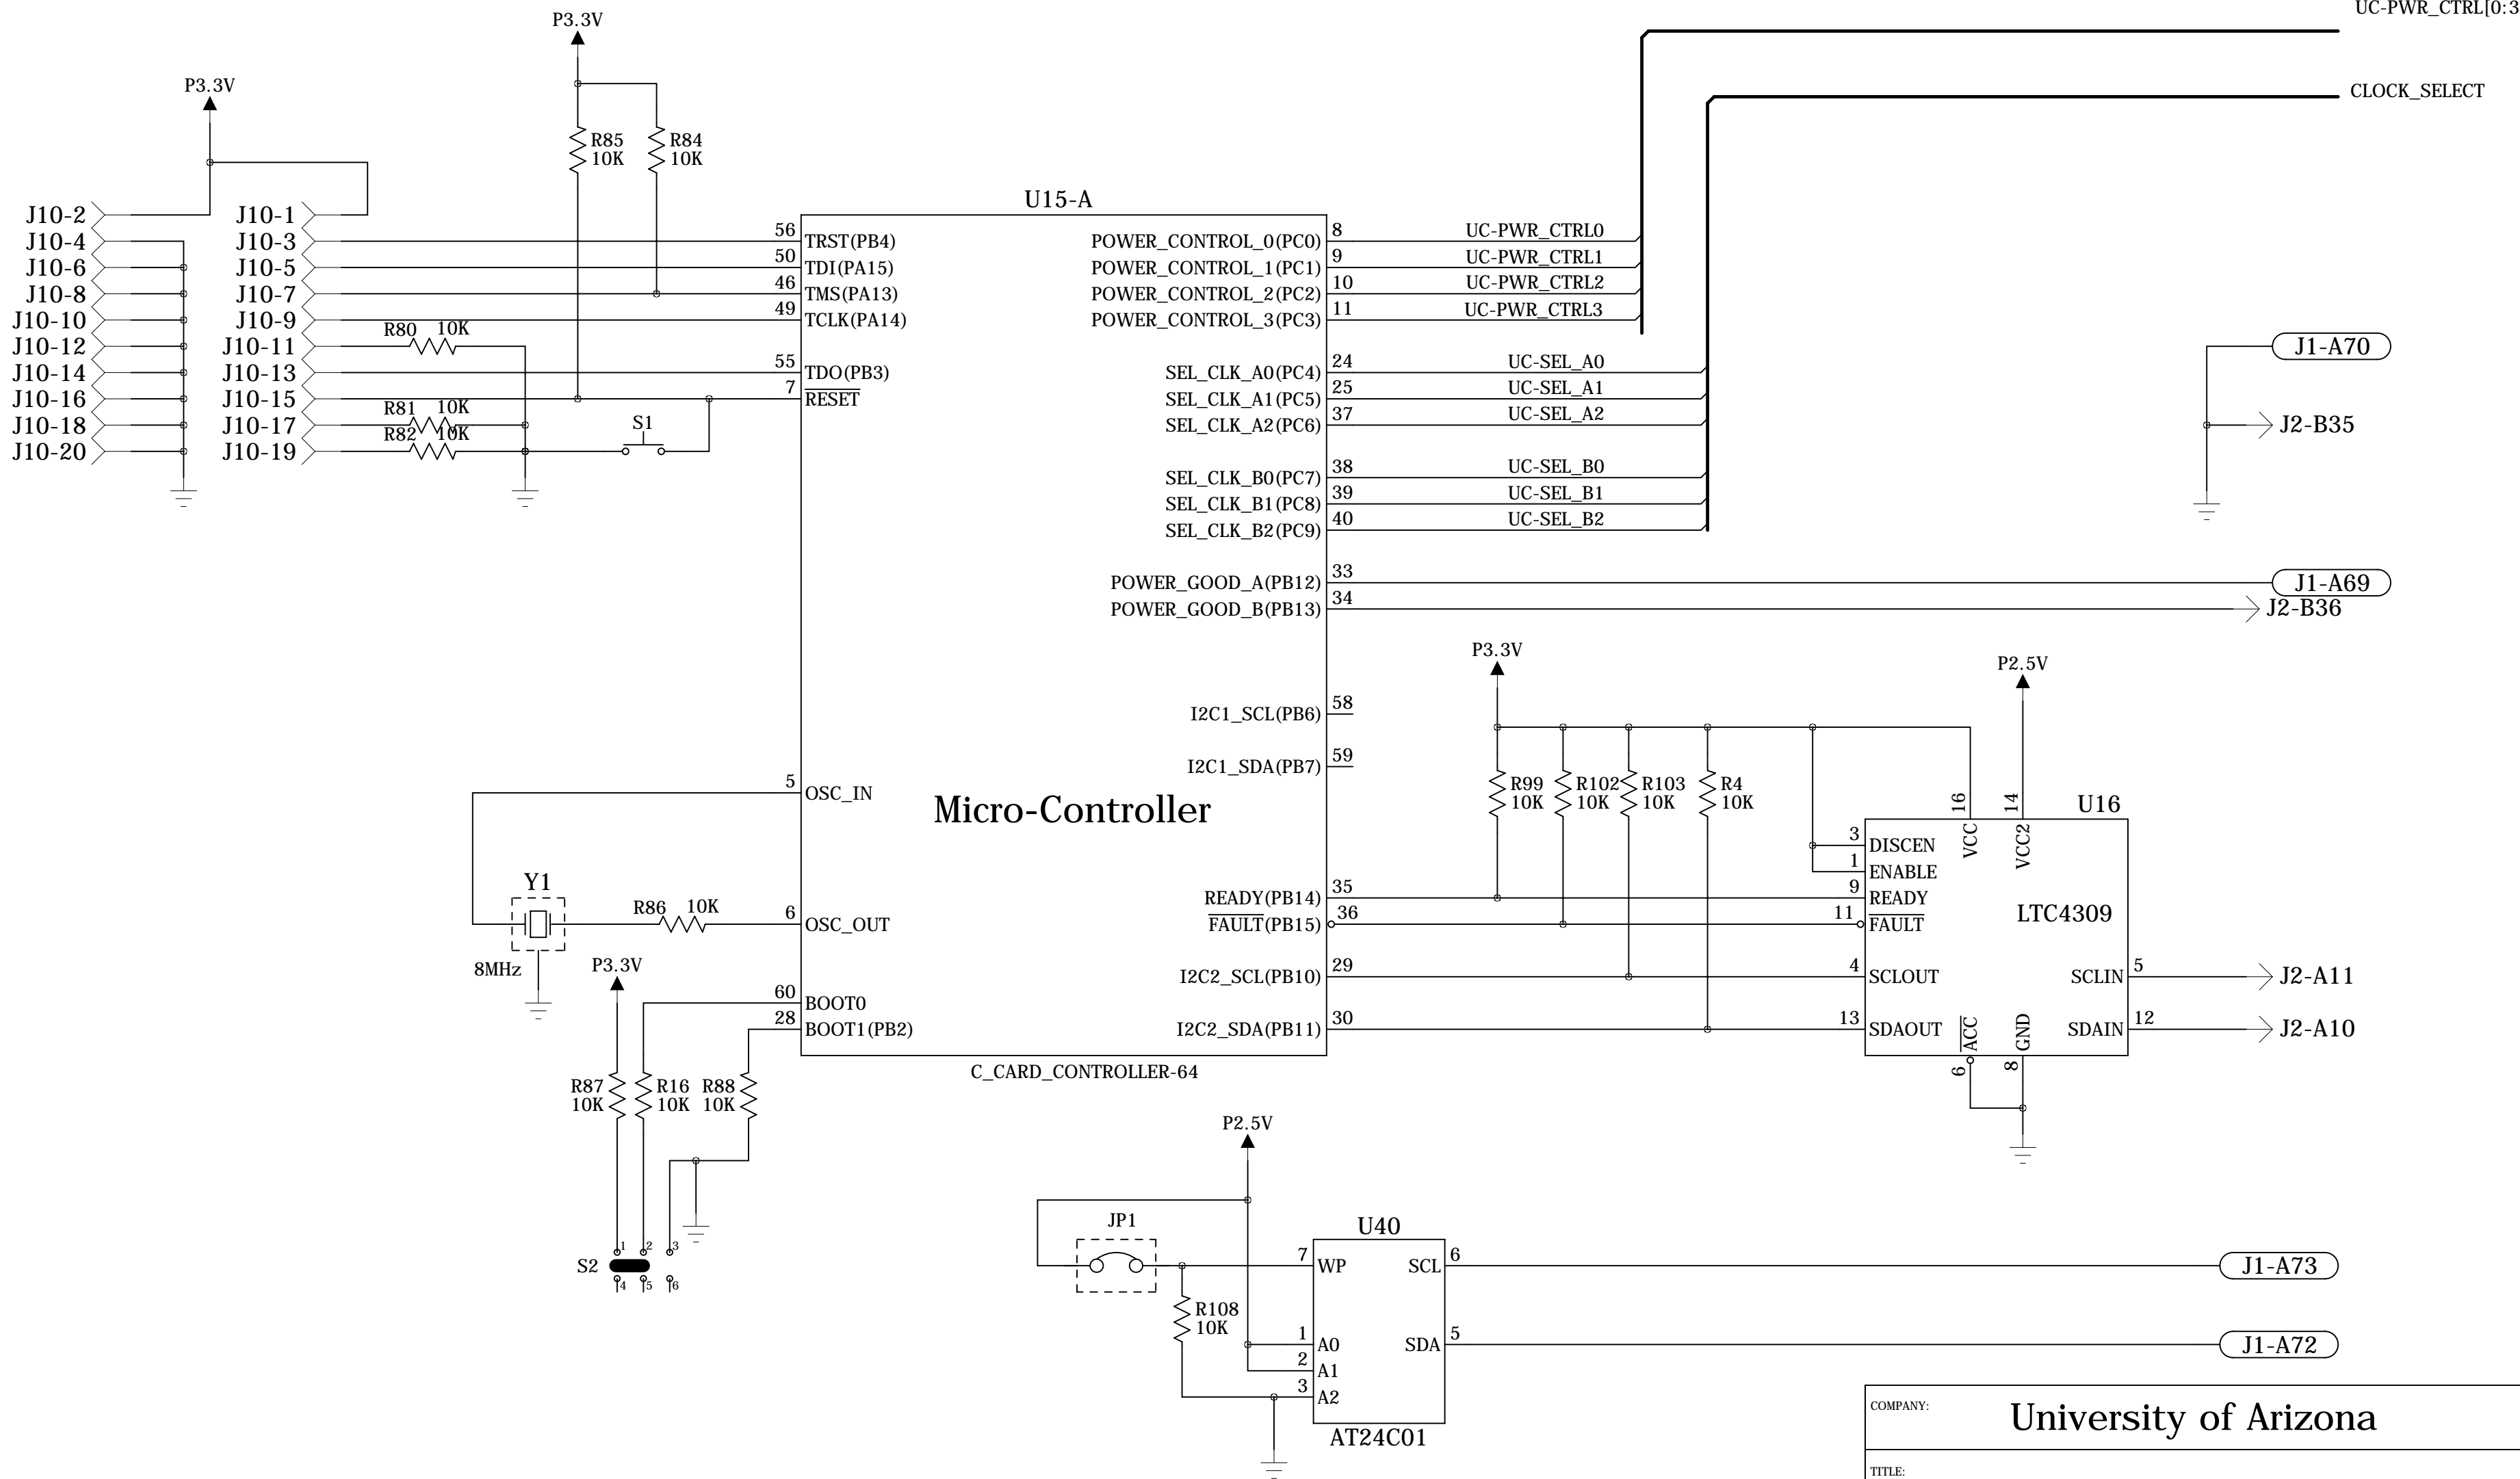 UC-PWR_CTRL[0:3
CLOCK_SELECT
P3.3V
P3.3V
R85
10K
R84
10K
U15-A
J10-2
J10-4
J10-6
J10-8
J10-10
J10-12
J10-14
J10-16
J10-18
J10-20
J10-1
J10-3
J10-5
J10-7
J10-9
J10-11
J10-13
J10-15
J10-17
J10-19
R80 10K
R81 10K
R82 10K
S1
56 TRST(PB4)
50 TDI(PA15)
46 TMS(PA13)
49 TCLK(PA14)
55 TDO(PB3)
7 RESET
POWER_CONTROL_0(PC0) 8 UC-PWR_CTRL0
POWER_CONTROL_1(PC1) 9 UC-PWR_CTRL1
POWER_CONTROL_2(PC2) 10 UC-PWR_CTRL2
POWER_CONTROL_3(PC3) 11 UC-PWR_CTRL3
SEL_CLK_A0(PC4) 24 UC-SEL_A0
SEL_CLK_A1(PC5) 25 UC-SEL_A1
SEL_CLK_A2(PC6) 37 UC-SEL_A2
SEL_CLK_B0(PC7) 38 UC-SEL_B0
SEL_CLK_B1(PC8) 39 UC-SEL_B1
SEL_CLK_B2(PC9) 40 UC-SEL_B2
J1-A70
J2-B35
POWER_GOOD_A(PB12) 33 J1-A69
POWER_GOOD_B(PB13) 34 J2-B36
I2C1_SCL(PB6) 58
I2C1_SDA(PB7) 59
5 OSC_IN
Micro-Controller
Y1
8MHz
R86 10K
6 OSC_OUT
60 BOOT0
28 BOOT1(PB2)
READY(PB14) 35
FAULT(PB15) 36
I2C2_SCL(PB10) 29
I2C2_SDA(PB11) 30
C_CARD_CONTROLLER-64
P3.3V
R99
10K
R102
10K
R103
10K
R4
10K
P2.5V
U16
16 VCC
14 VCC2
3 DISCEN
1 ENABLE
9 READY
11 FAULT
4 SCLOUT
13 SDAOUT
LTC4309
SCLIN 5 J2-A11
SDAIN 12 J2-A10
6 ACC
8 GND
P3.3V
R87
10K
R16
10K
R88
10K
S2
1 2 3
4 5 6
P2.5V
JP1
R108
10K
U40
7 WP
1 A0
2 A1
3 A2
SCL 6 J1-A73
SDA 5 J1-A72
AT24C01
COMPANY:
University of Arizona
TITLE: